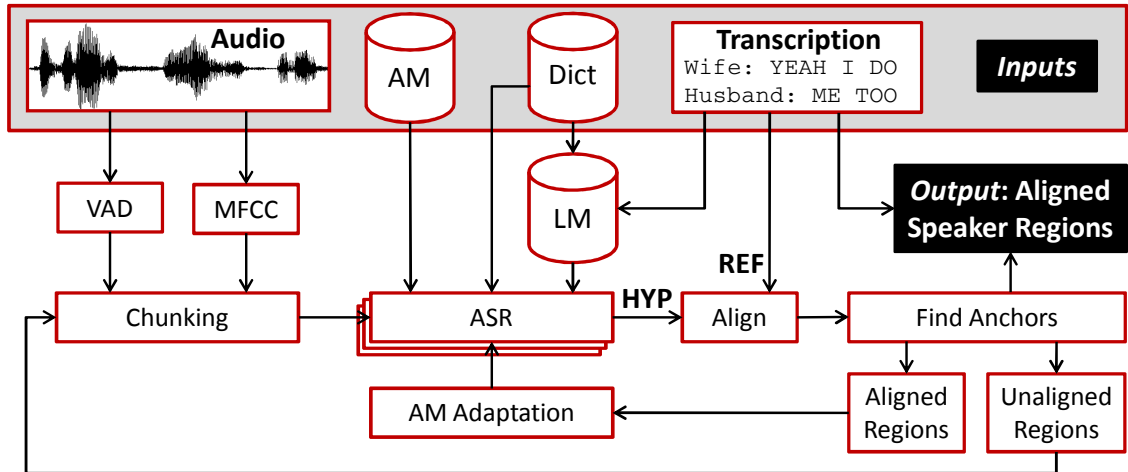 Audio
AM
Dict
Transcription
Wife: YEAH I DO
Husband: ME TOO
Inputs
VAD
MFCC
LM
Output: Aligned
Speaker Regions
REF
HYP
Chunking
ASR
Align
Find Anchors
AM Adaptation
Aligned
Regions
Unaligned
Regions